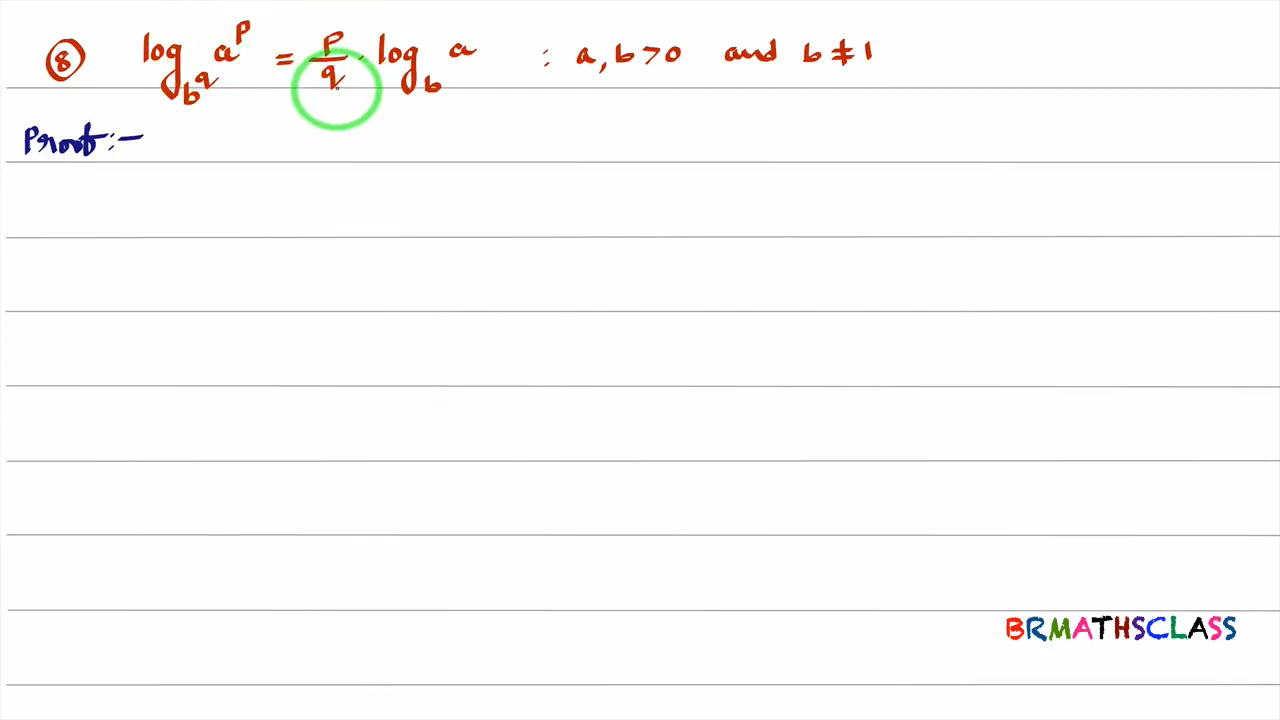 ⑧ log_{b^q} a^p = p/q · log_b a : a, b > 0 and b ≠ 1
Proof:-
BRMATHSCLASS